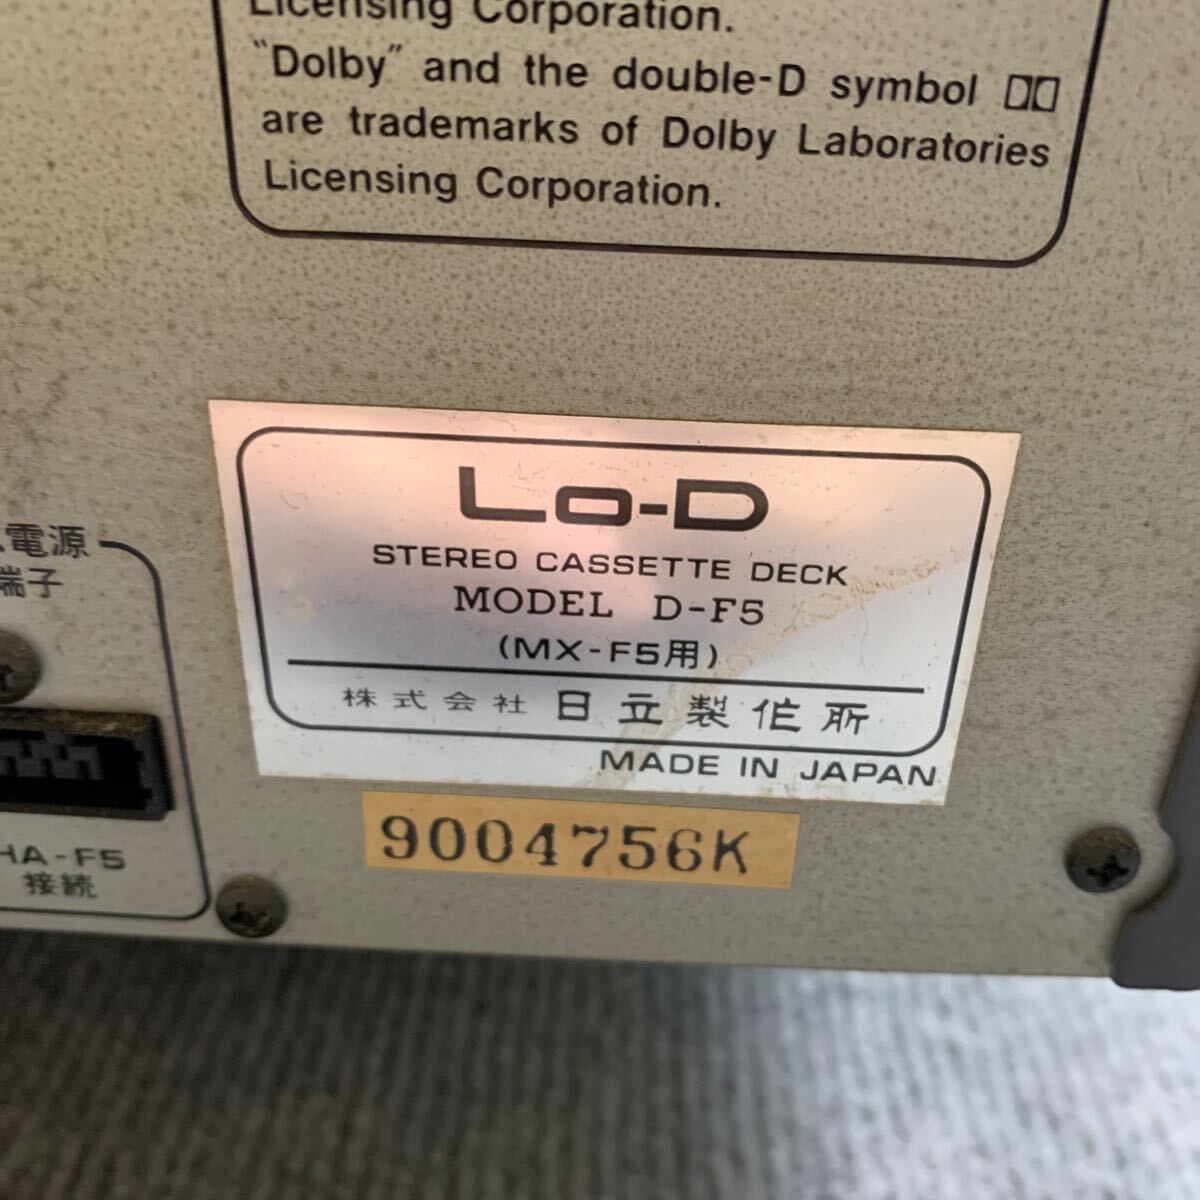 Licensing Corporation.
"Dolby" and the double-D symbol
are trademarks of Dolby Laboratories
Licensing Corporation.
電源
端子
HA-F5
接続
Lo-D
STEREO CASSETTE DECK
MODEL D-F5
(MX-F5用)
株式会社 日立製作所
MADE IN JAPAN
9004756K